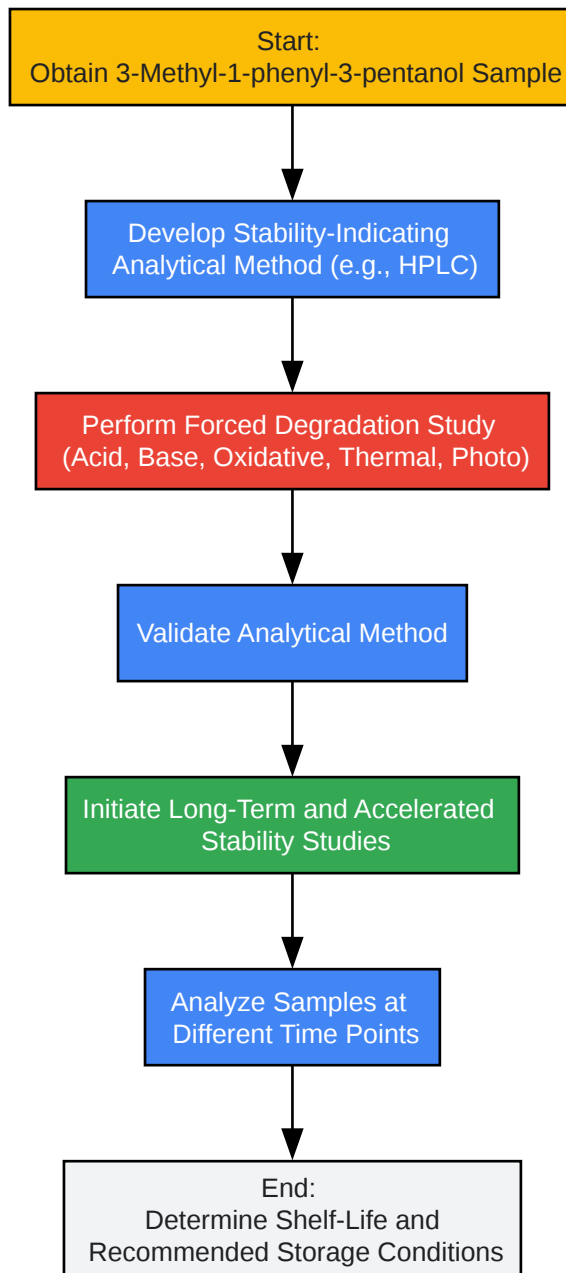 Start:
Obtain 3-Methyl-1-phenyl-3-pentanol Sample
Develop Stability-Indicating
Analytical Method (e.g., HPLC)
Perform Forced Degradation Study
(Acid, Base, Oxidative, Thermal, Photo)
Validate Analytical Method
Initiate Long-Term and Accelerated
Stability Studies
Analyze Samples at
Different Time Points
End:
Determine Shelf-Life and
Recommended Storage Conditions